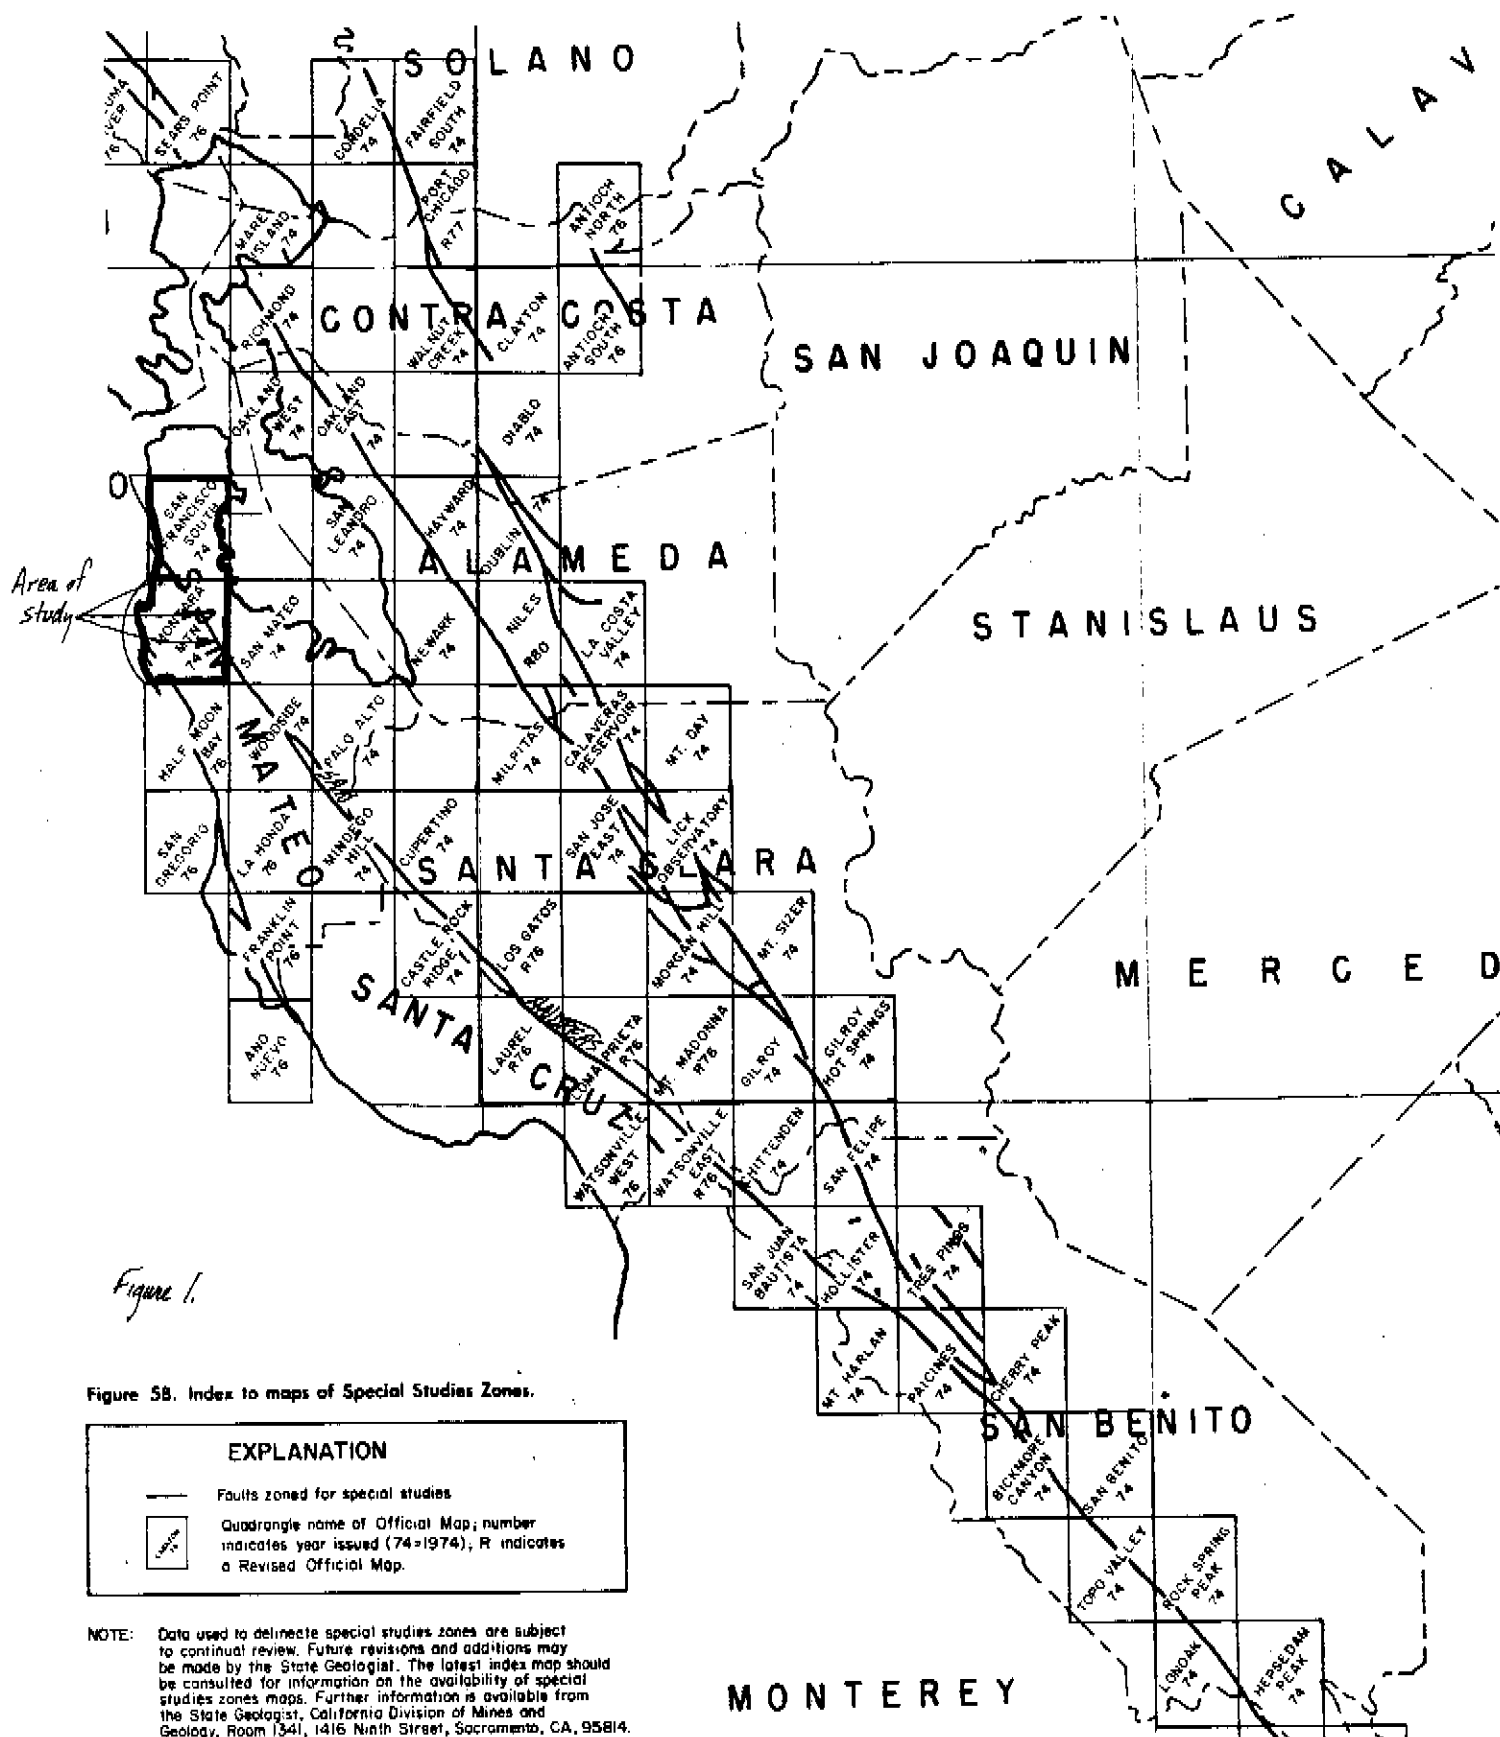 SOLANO
CALAV
SEARS POINT
76
CORDELIA
74
FAIRFIELD
SOUTH
74
MARE
ISLAND
74
PORT
CHICAGO
R77
ANTIOCH
NORTH
76
RICHMOND
74
CONTRA COSTA
WALNUT
CREEK
74
CLAYTON
74
ANTIOCH
SOUTH
76
SAN JOAQUIN
OAKLAND
WEST
74
OAKLAND
EAST
74
DIABLO
74
O
SAN
FRANCISCO
SOUTH
74
SAN
LEANDRO
74
HAYWARD
74
DUBLIN
74
ALAMEDA
Area of
study
MONTARA
MTN
74
SAN MATEO
74
NEWARK
74
NILES
R80
LA COSTA
VALLEY
74
STANISLAUS
SAN MATEO
HALF MOON
BAY
76
WOODSIDE
74
PALO ALTO
74
MILPITAS
74
CALAVERAS
RESERVOIR
74
MT. DAY
74
SAN
GREGORIO
76
LA HONDA
76
MINDEGO
HILL
74
CUPERTINO
74
SAN JOSE
EAST
74
LICK
OBSERVATORY
74
SANTA CLARA
FRANKLIN
POINT
76
CASTLE ROCK
RIDGE
74
LOS GATOS
R76
MORGAN HILL
74
MT. SIZER
74
MERCED
SANTA CRUZ
ANO
NUEVO
76
LAUREL
R76
LOMA PRIETA
R76
MT. MADONNA
R76
GILROY
74
GILROY
HOT SPRINGS
74
WATSONVILLE
WEST
76
WATSONVILLE
EAST
R76
CHITTENDEN
74
SAN FELIPE
74
SAN JUAN
BAUTISTA
74
HOLLISTER
74
TRES PINOS
74
Figure 1.
MT HARLAN
74
PAICINES
74
CHERRY PEAK
74
SAN BENITO
BICKMORE
CANYON
74
SAN BENITO
74
TOPO VALLEY
74
ROCK SPRING
PEAK
74
LONOAK
74
HEPSEDAM
PEAK
74
MONTEREY
Figure 5B. Index to maps of Special Studies Zones.
EXPLANATION
Faults zoned for special studies
Quadrangle name of Official Map; number
indicates year issued (74=1974); R indicates
a Revised Official Map.
NOTE: Data used to delineate special studies zones are subject
to continual review. Future revisions and additions may
be made by the State Geologist. The latest index map should
be consulted for information on the availability of special
studies zones maps. Further information is available from
the State Geologist, California Division of Mines and
Geology, Room 1341, 1416 Ninth Street, Sacramento, CA, 95814.